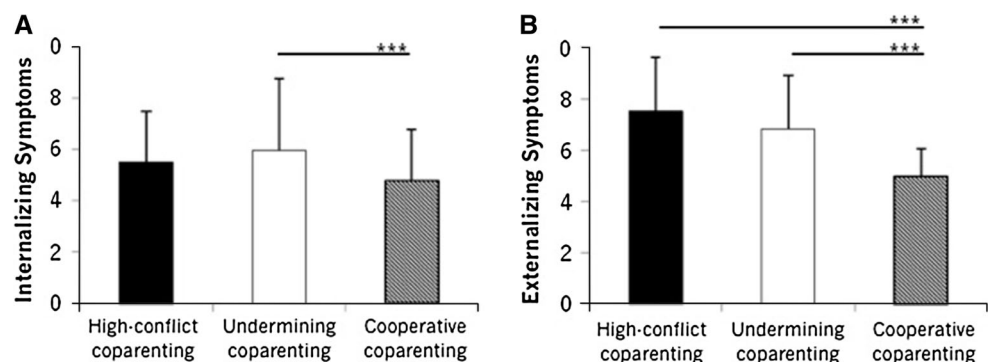 A
Internalizing Symptoms
0
8
6
4
2
0
***
High-conflict
coparenting
Undermining
coparenting
Cooperative
coparenting
B
Externalizing Symptoms
0
8
6
4
2
0
***
***
High-conflict
coparenting
Undermining
coparenting
Cooperative
coparenting